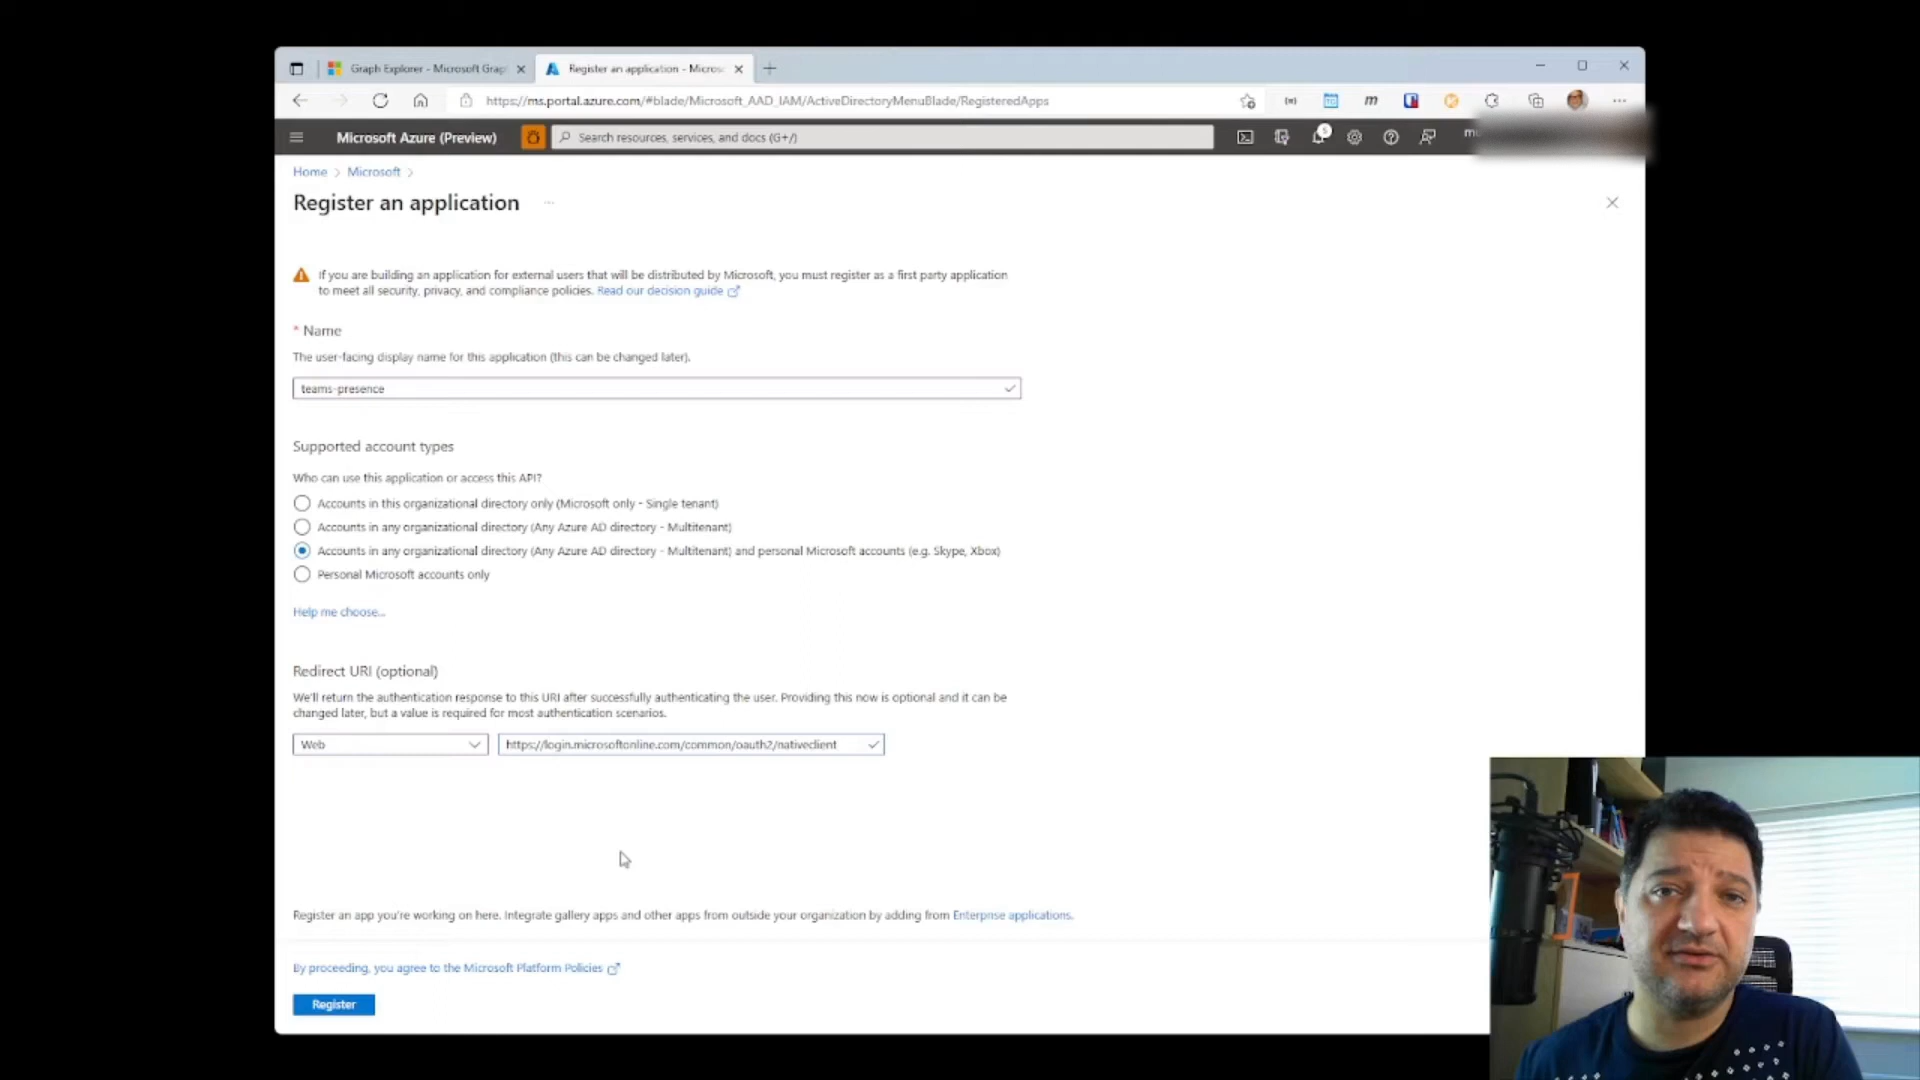 Graph Explorer - Microsoft Grap
Register an application - Micros
https://ms.portal.azure.com/#blade/Microsoft_AAD_IAM/ActiveDirectoryMenuBlade/RegisteredApps
Microsoft Azure (Preview)
Search resources, services, and docs (G+/)
Home > Microsoft >
Register an application
If you are building an application for external users that will be distributed by Microsoft, you must register as a first party application
to meet all security, privacy, and compliance policies. Read our decision guide
* Name
The user-facing display name for this application (this can be changed later).
teams-presence
Supported account types
Who can use this application or access this API?
Accounts in this organizational directory only (Microsoft only - Single tenant)
Accounts in any organizational directory (Any Azure AD directory - Multitenant)
Accounts in any organizational directory (Any Azure AD directory - Multitenant) and personal Microsoft accounts (e.g. Skype, Xbox)
Personal Microsoft accounts only
Help me choose...
Redirect URI (optional)
We'll return the authentication response to this URI after successfully authenticating the user. Providing this now is optional and it can be
changed later, but a value is required for most authentication scenarios.
Web
https://login.microsoftonline.com/common/oauth2/nativeclient
Register an app you're working on here. Integrate gallery apps and other apps from outside your organization by adding from Enterprise applications.
By proceeding, you agree to the Microsoft Platform Policies
Register